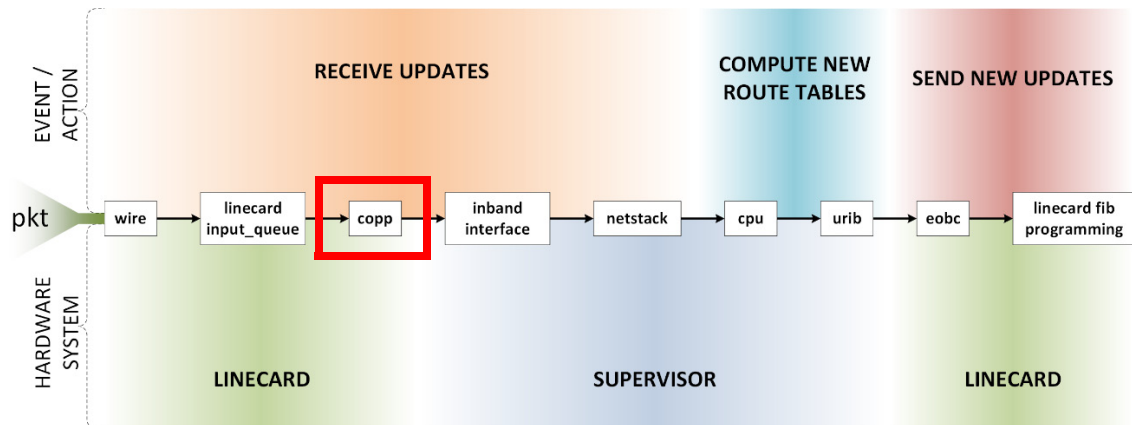 EVENT /
ACTION
RECEIVE UPDATES
COMPUTE NEW
ROUTE TABLES
SEND NEW UPDATES
pkt
wire
linecard
input_queue
copp
inband
interface
netstack
cpu
urib
eobc
linecard fib
programming
HARDWARE
SYSTEM
LINECARD
SUPERVISOR
LINECARD